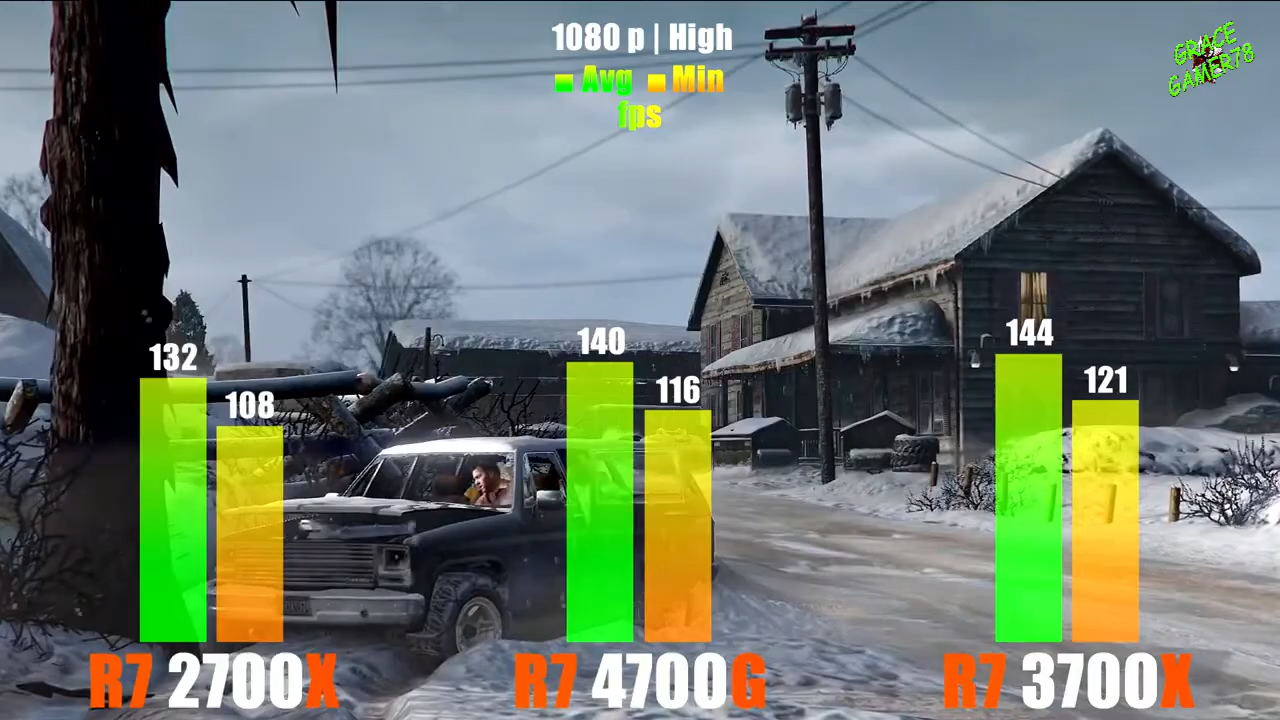 1080 p | High
Avg Min
fps
GRACE
GAMER78
132
108
140
116
144
121
R7 2700X
R7 4700G
R7 3700X